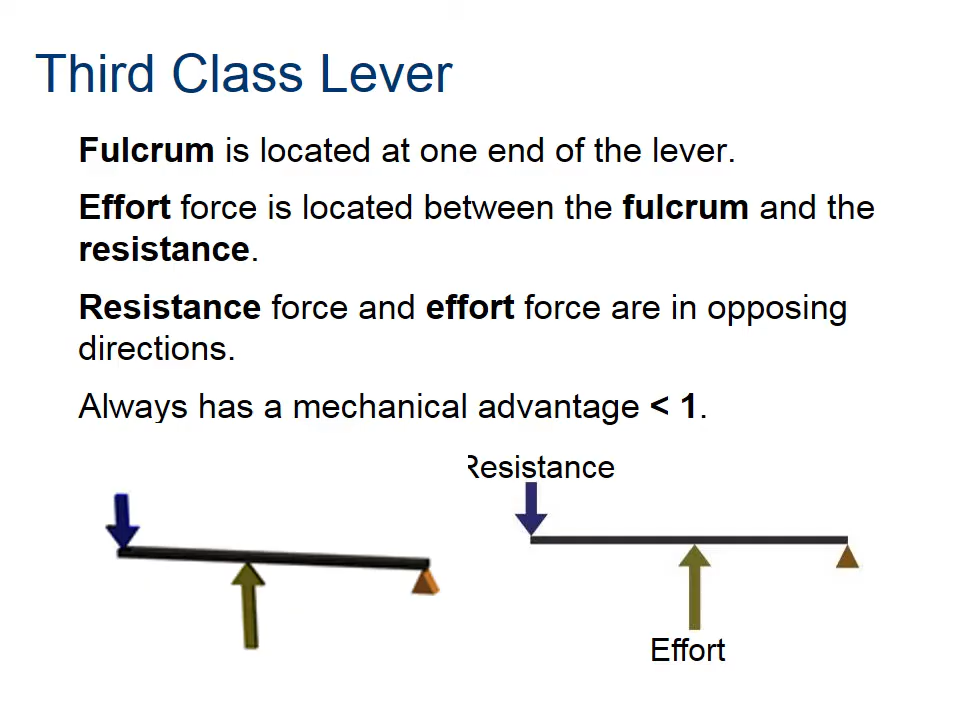 Third Class Lever
Fulcrum is located at one end of the lever.
Effort force is located between the fulcrum and the
resistance.
Resistance force and effort force are in opposing
directions.
Always has a mechanical advantage < 1.
Resistance
Effort